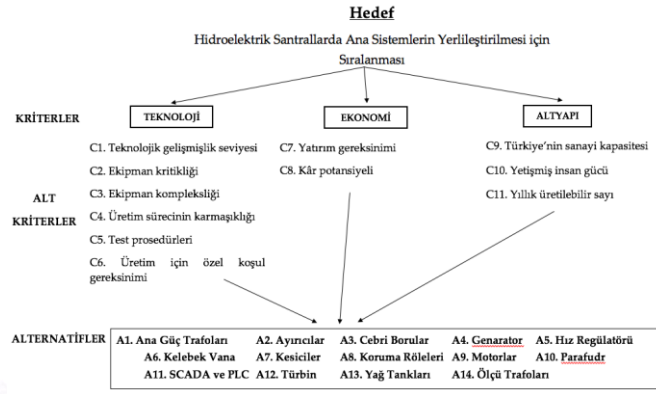 Hedef
Hidroelektrik Santrallarda Ana Sistemlerin Yerlileştirilmesi için
Sıralanması
KRİTERLER
TEKNOLOJİ
EKONOMİ
ALTYAPI
C1. Teknolojik gelişmişlik seviyesi
C2. Ekipman kritikliği
C3. Ekipman kompleksliği
C4. Üretim sürecinin karmaşıklığı
C5. Test prosedürleri
C6. Üretim için özel koşul
gereksinimi
C7. Yatırım gereksinimi
C8. Kâr potansiyeli
C9. Türkiye'nin sanayi kapasitesi
C10. Yetişmiş insan gücü
C11. Yıllık üretilebilir sayı
ALT
KRİTERLER
ALTERNATİFLER
A1. Ana Güç Trafoları A2. Ayırıcılar A3. Cebri Borular A4. Genarator A5. Hız Regülatörü
A6. Kelebek Vana A7. Kesiciler A8. Koruma Röleleri A9. Motorlar A10. Parafudr
A11. SCADA ve PLC A12. Türbin A13. Yağ Tankları A14. Ölçü Trafoları